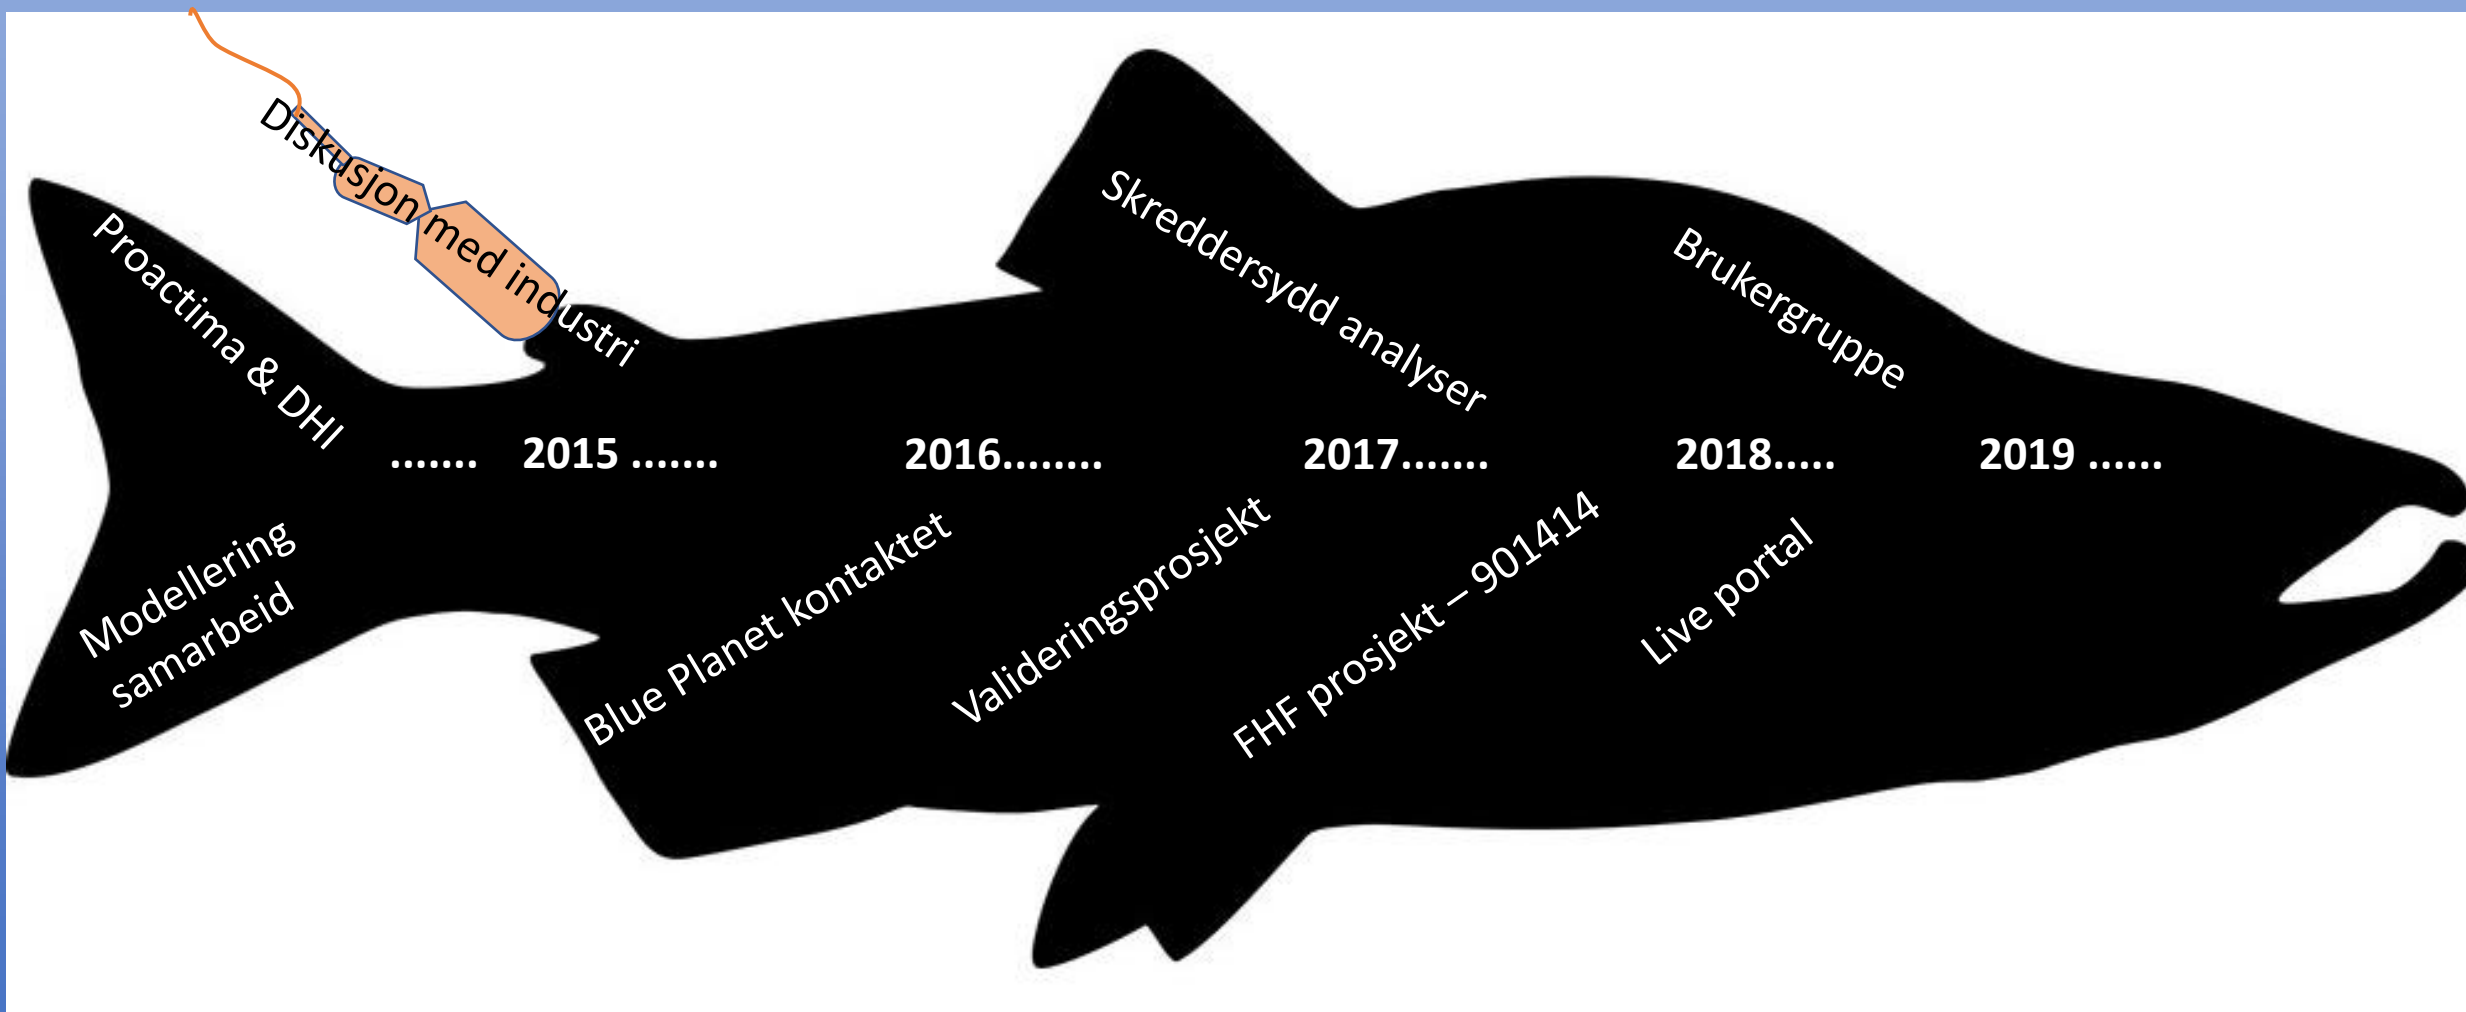 Diskusjon med industri
Proactima & DHI
Skreddersydd analyser
Brukergruppe
....... 2015 .......
2016........
2017.......
2018.....
2019 ......
Modellering
samarbeid
Blue Planet kontaktet
Valideringsprosjekt
FHF prosjekt – 901414
Live portal